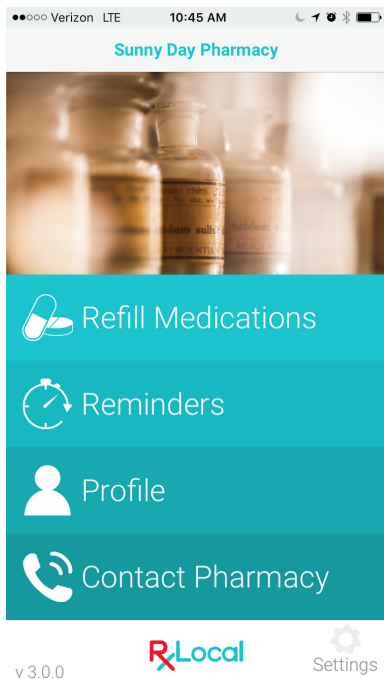 Verizon LTE 10:45 AM
Sunny Day Pharmacy
Refill Medications
Reminders
Profile
Contact Pharmacy
v 3.0.0
RxLocal
Settings